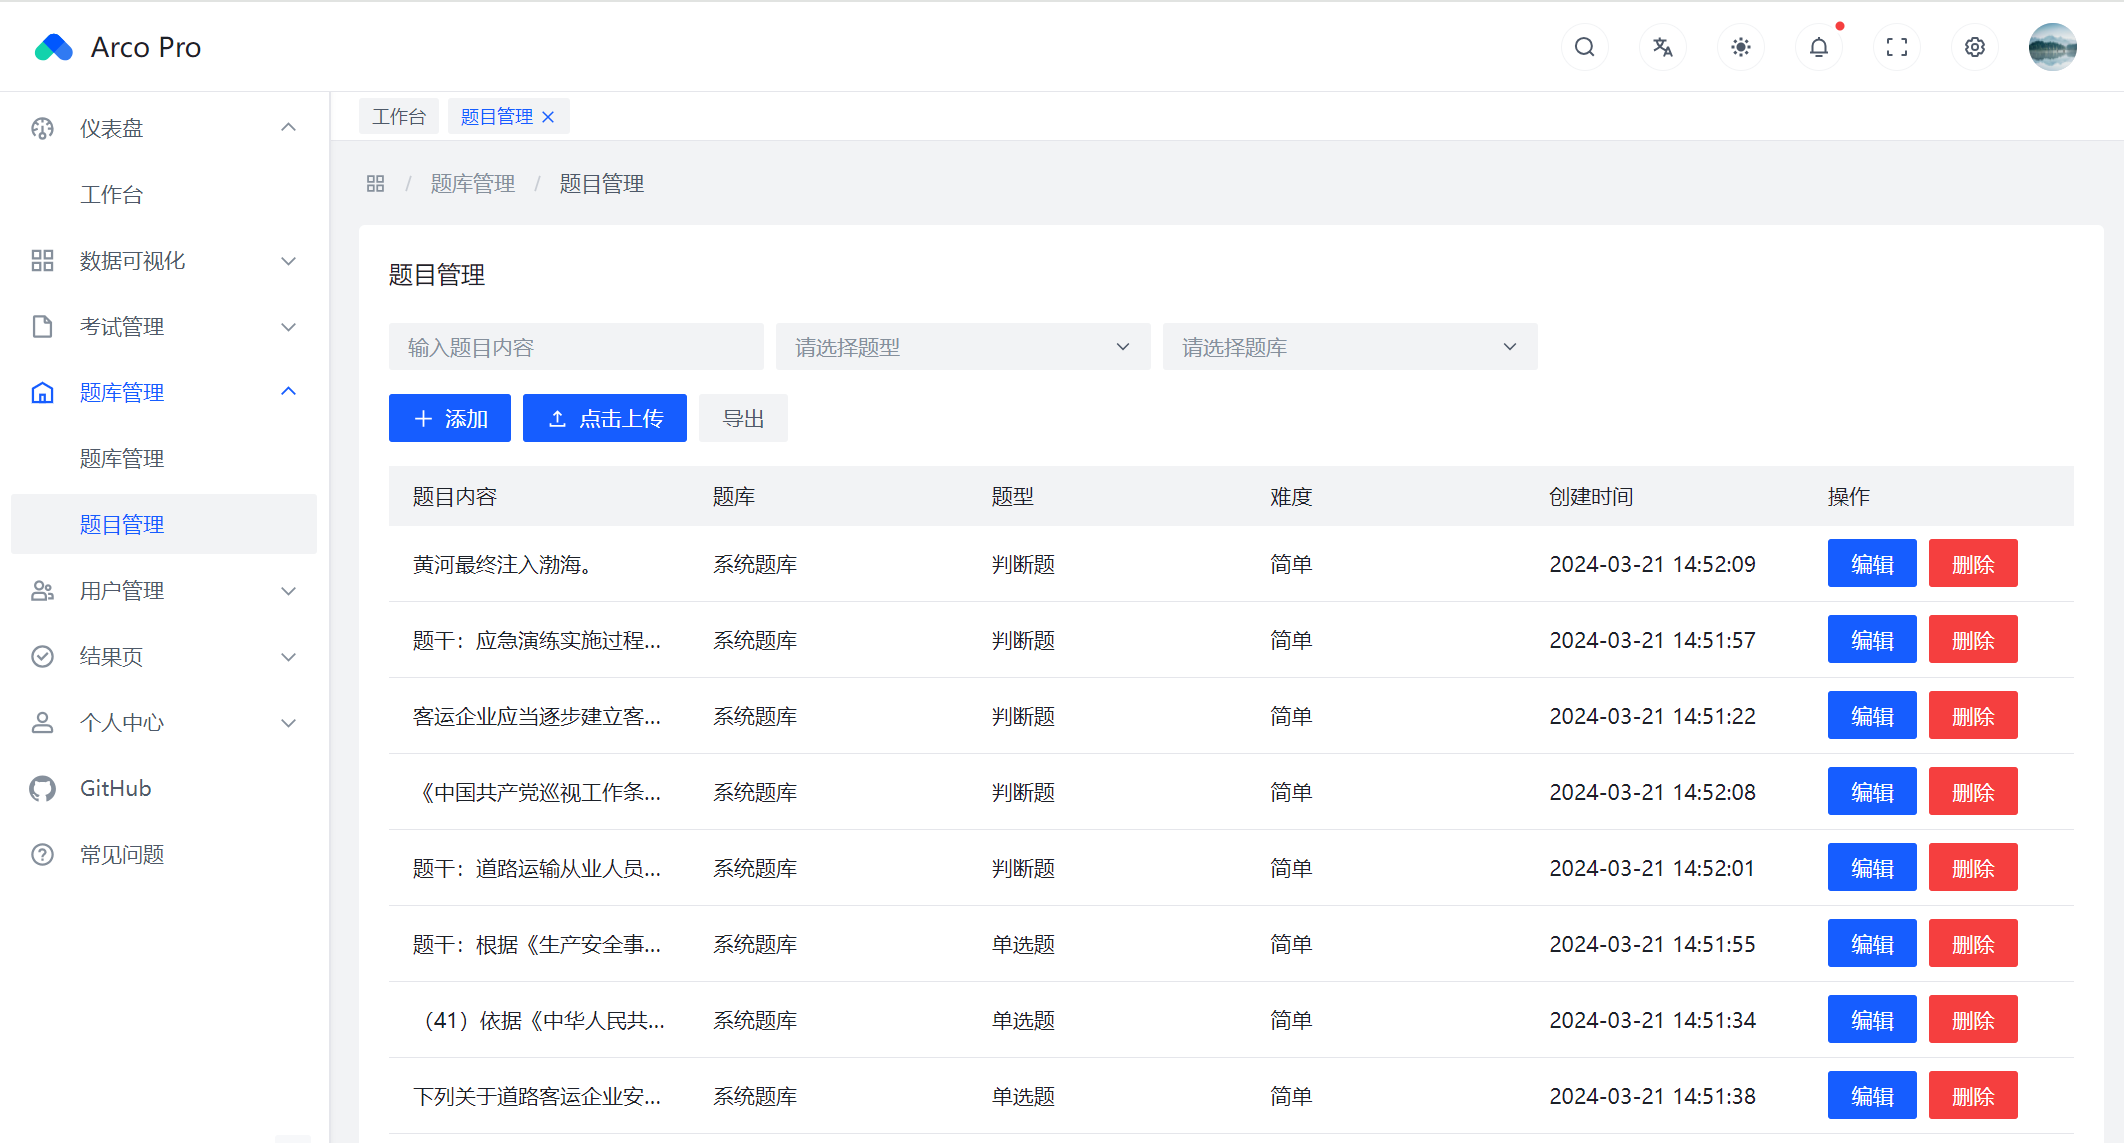 Arco Pro
仪表盘
工作台
数据可视化
考试管理
题库管理
题库管理
题目管理
用户管理
结果页
个人中心
GitHub
常见问题
工作台 题目管理
/ 题库管理 / 题目管理
题目管理
输入题目内容 请选择题型 请选择题库
添加 点击上传 导出
题目内容 题库 题型 难度 创建时间 操作
黄河最终注入渤海。 系统题库 判断题 简单 2024-03-21 14:52:09 编辑 删除
题干：应急演练实施过程... 系统题库 判断题 简单 2024-03-21 14:51:57 编辑 删除
客运企业应当逐步建立客... 系统题库 判断题 简单 2024-03-21 14:51:22 编辑 删除
《中国共产党巡视工作条... 系统题库 判断题 简单 2024-03-21 14:52:08 编辑 删除
题干：道路运输从业人员... 系统题库 判断题 简单 2024-03-21 14:52:01 编辑 删除
题干：根据《生产安全事... 系统题库 单选题 简单 2024-03-21 14:51:55 编辑 删除
（41）依据《中华人民共... 系统题库 单选题 简单 2024-03-21 14:51:34 编辑 删除
下列关于道路客运企业安... 系统题库 单选题 简单 2024-03-21 14:51:38 编辑 删除